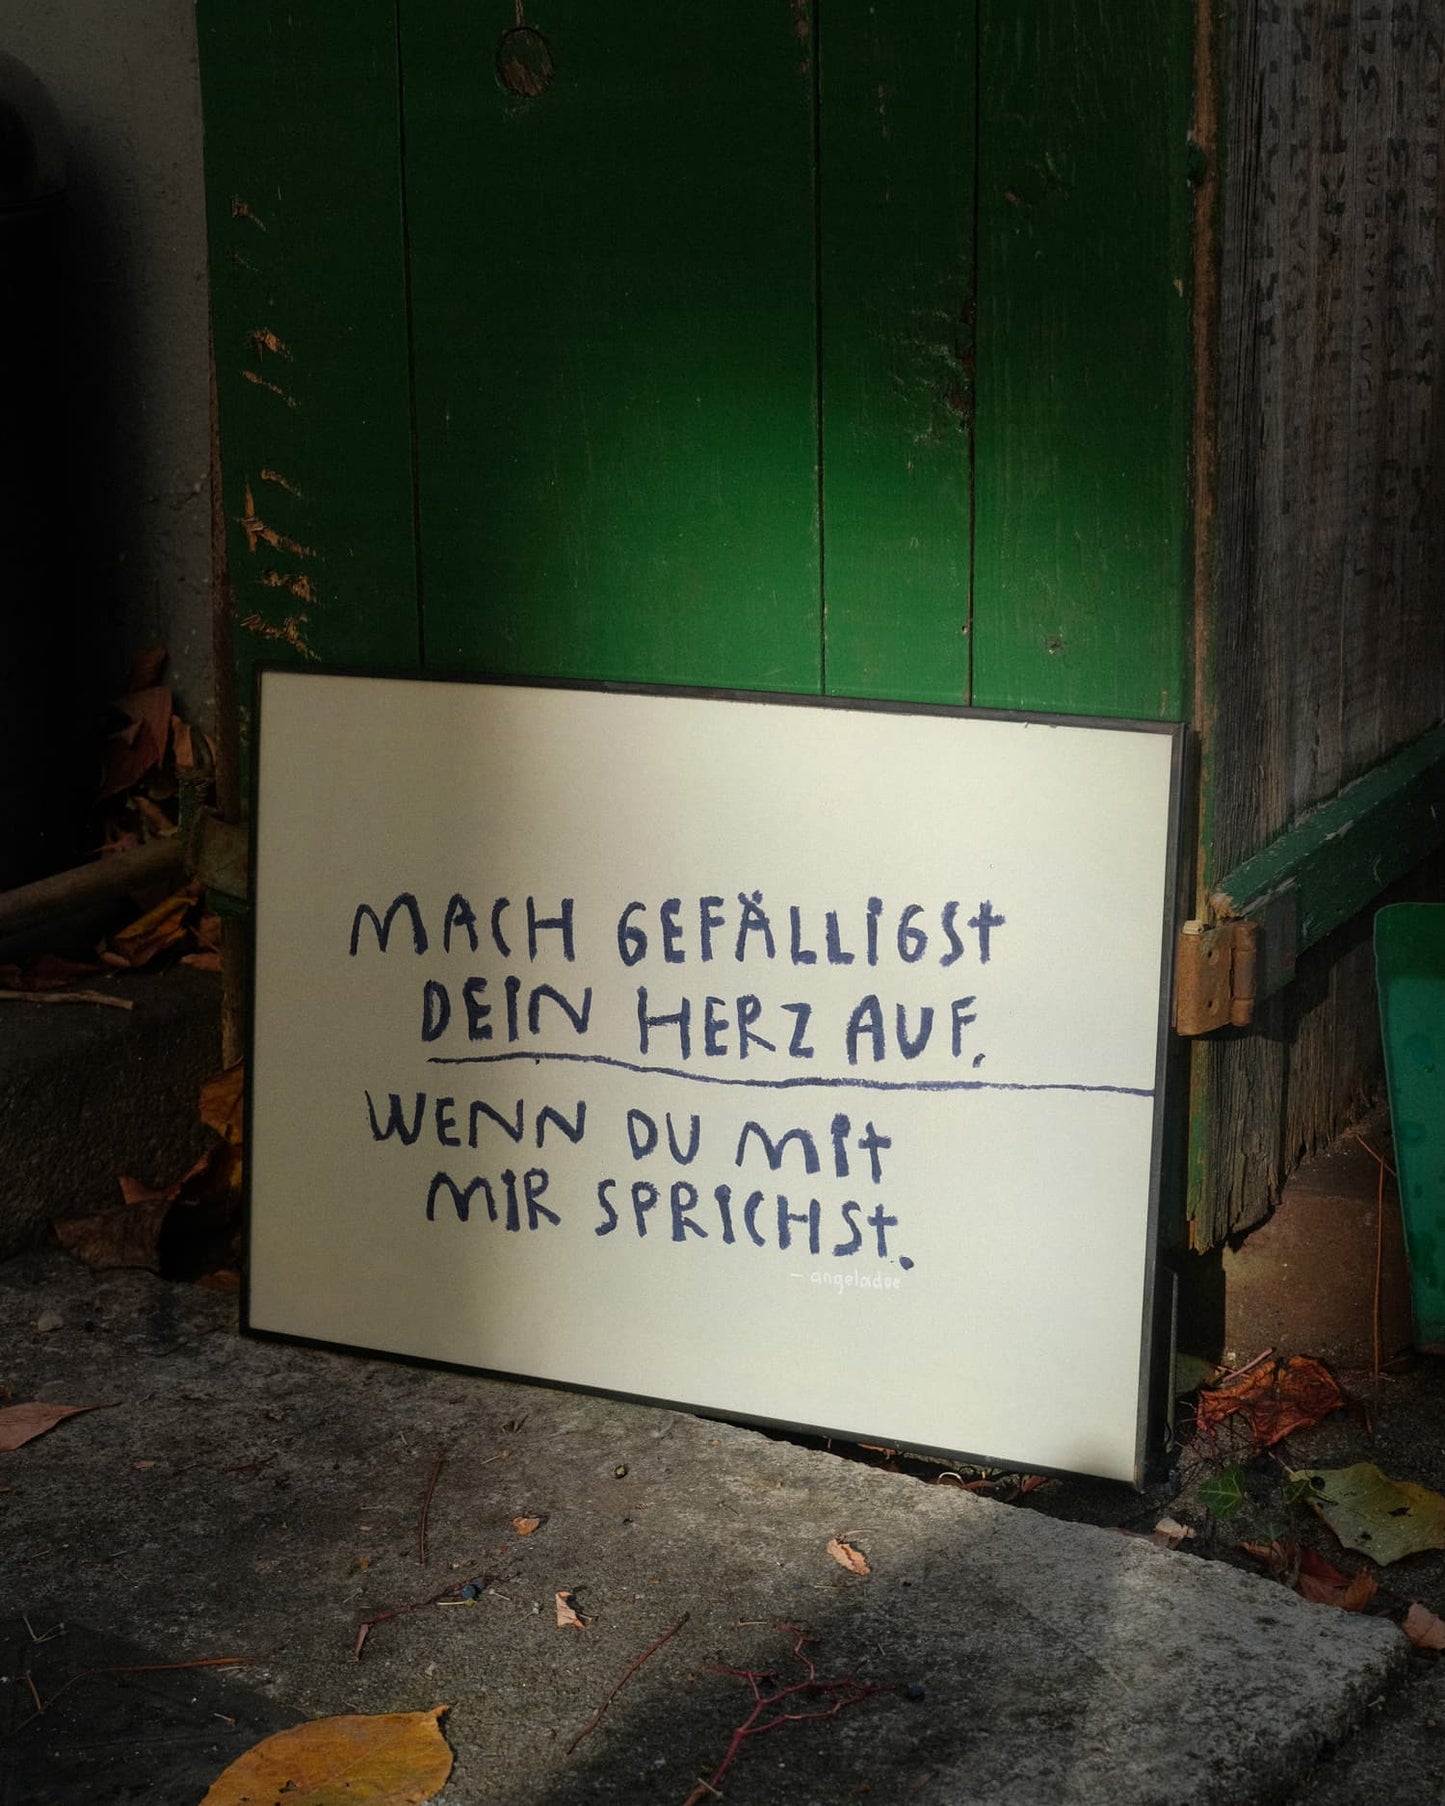 MACH GEFÄLLIGST
DEIN HERZ AUF.
WENN DU MIT
MIR SPRICHST.
– angeladoe